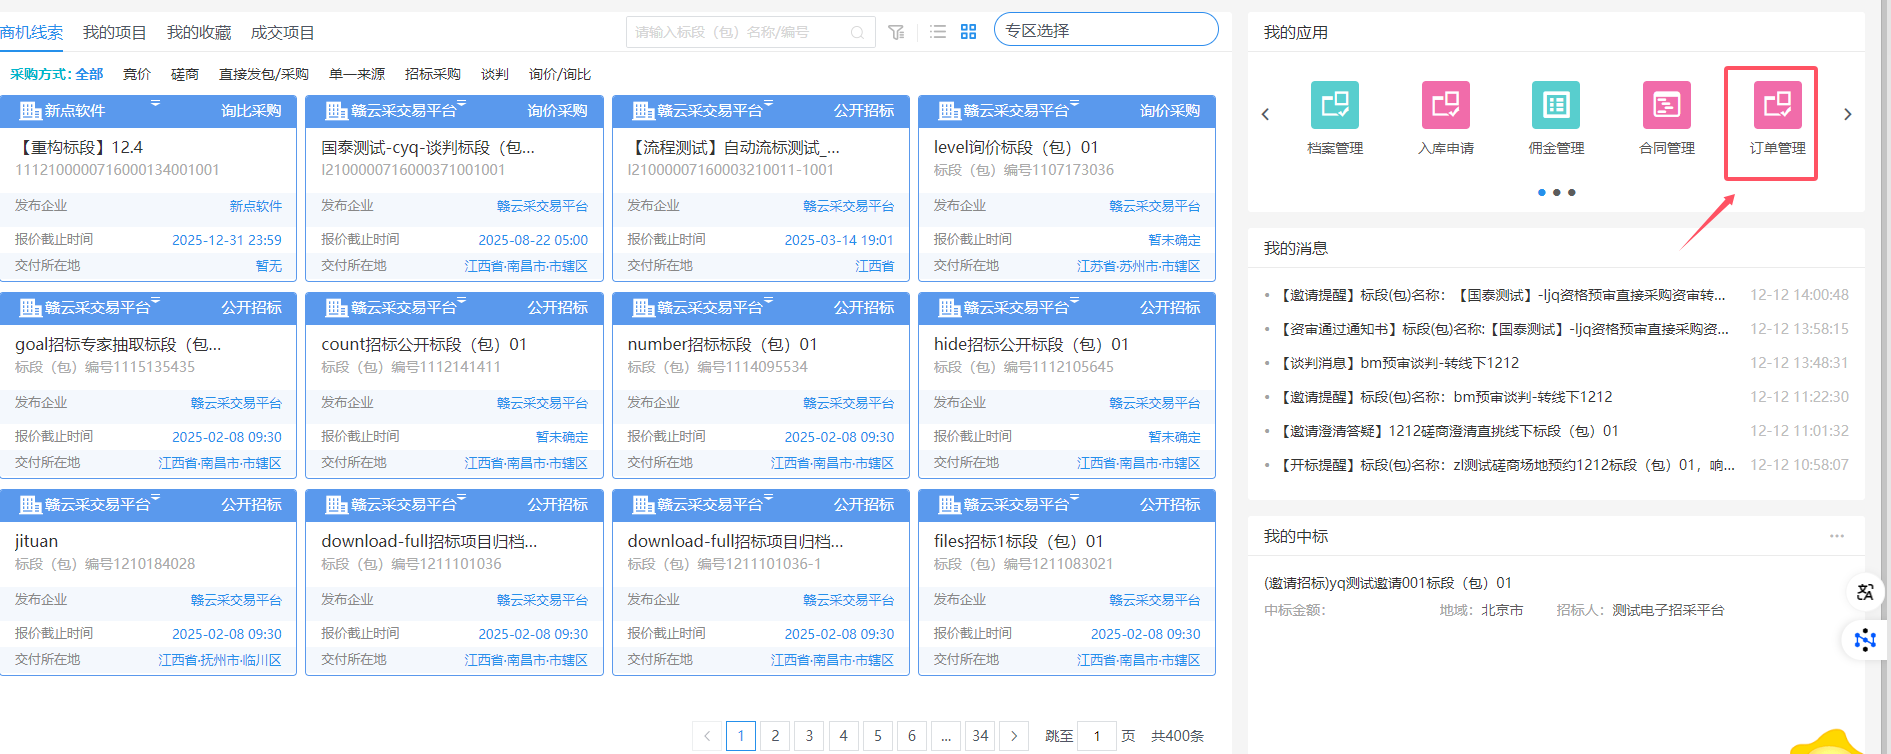 商机线索 我的项目 我的收藏 成交项目
请输入标段（包）名称/编号
专区选择
采购方式: 全部 竞价 磋商 直接发包/采购 单一来源 招标采购 谈判 询价/询比
新点软件 询比采购
【重构标段】12.4
1112100000716000134001001
发布企业 新点软件
报价截止时间 2025-12-31 23:59
交付所在地 暂无
赣云采交易平台 询价采购
国泰测试-cyq-谈判标段（包...
I2100000716000371001001
发布企业 赣云采交易平台
报价截止时间 2025-08-22 05:00
交付所在地 江西省·南昌市·市辖区
赣云采交易平台 公开招标
【流程测试】自动流标测试_...
I21000007160003210011-1001
发布企业 赣云采交易平台
报价截止时间 2025-03-14 19:01
交付所在地 江西省
赣云采交易平台 询价采购
level询价标段（包）01
标段（包）编号1107173036
发布企业 赣云采交易平台
报价截止时间 暂未确定
交付所在地 江苏省·苏州市·市辖区
赣云采交易平台 公开招标
goal招标专家抽取标段（包...
标段（包）编号1115135435
发布企业 赣云采交易平台
报价截止时间 2025-02-08 09:30
交付所在地 江西省·南昌市·市辖区
赣云采交易平台 公开招标
count招标公开标段（包）01
标段（包）编号1112141411
发布企业 赣云采交易平台
报价截止时间 暂未确定
交付所在地 江西省·南昌市·市辖区
赣云采交易平台 公开招标
number招标标段（包）01
标段（包）编号1114095534
发布企业 赣云采交易平台
报价截止时间 2025-02-08 09:30
交付所在地 江西省·南昌市·市辖区
赣云采交易平台 公开招标
hide招标公开标段（包）01
标段（包）编号1112105645
发布企业 赣云采交易平台
报价截止时间 暂未确定
交付所在地 江西省·南昌市·市辖区
赣云采交易平台 公开招标
jituan
标段（包）编号1210184028
发布企业 赣云采交易平台
报价截止时间 2025-02-08 09:30
交付所在地 江西省·抚州市·临川区
赣云采交易平台 公开招标
download-full招标项目归档...
标段（包）编号1211101036
发布企业 赣云采交易平台
报价截止时间 2025-02-08 09:30
交付所在地 江西省·南昌市·市辖区
赣云采交易平台 公开招标
download-full招标项目归档...
标段（包）编号1211101036-1
发布企业 赣云采交易平台
报价截止时间 2025-02-08 09:30
交付所在地 江西省·南昌市·市辖区
赣云采交易平台 公开招标
files招标1标段（包）01
标段（包）编号1211083021
发布企业 赣云采交易平台
报价截止时间 2025-02-08 09:30
交付所在地 江西省·南昌市·市辖区
1 2 3 4 5 6 ... 34 跳至 1 页 共400条
我的应用
档案管理 入库申请 佣金管理 合同管理 订单管理
我的消息
【邀请提醒】标段(包)名称：【国泰测试】-ljq资格预审直接采购资审转... 12-12 14:00:48
【资审通过通知书】标段(包)名称:【国泰测试】-ljq资格预审直接采购资... 12-12 13:58:15
【谈判消息】bm预审谈判-转线下1212 12-12 13:48:31
【邀请提醒】标段(包)名称：bm预审谈判-转线下1212 12-12 11:22:30
【邀请澄清答疑】1212磋商澄清直挑线下标段（包）01 12-12 11:01:32
【开标提醒】标段(包)名称：zl测试磋商场地预约1212标段（包）01，响... 12-12 10:58:07
我的中标
(邀请招标)yq测试邀请001标段（包）01
中标金额： 地域：北京市 招标人：测试电子招采平台